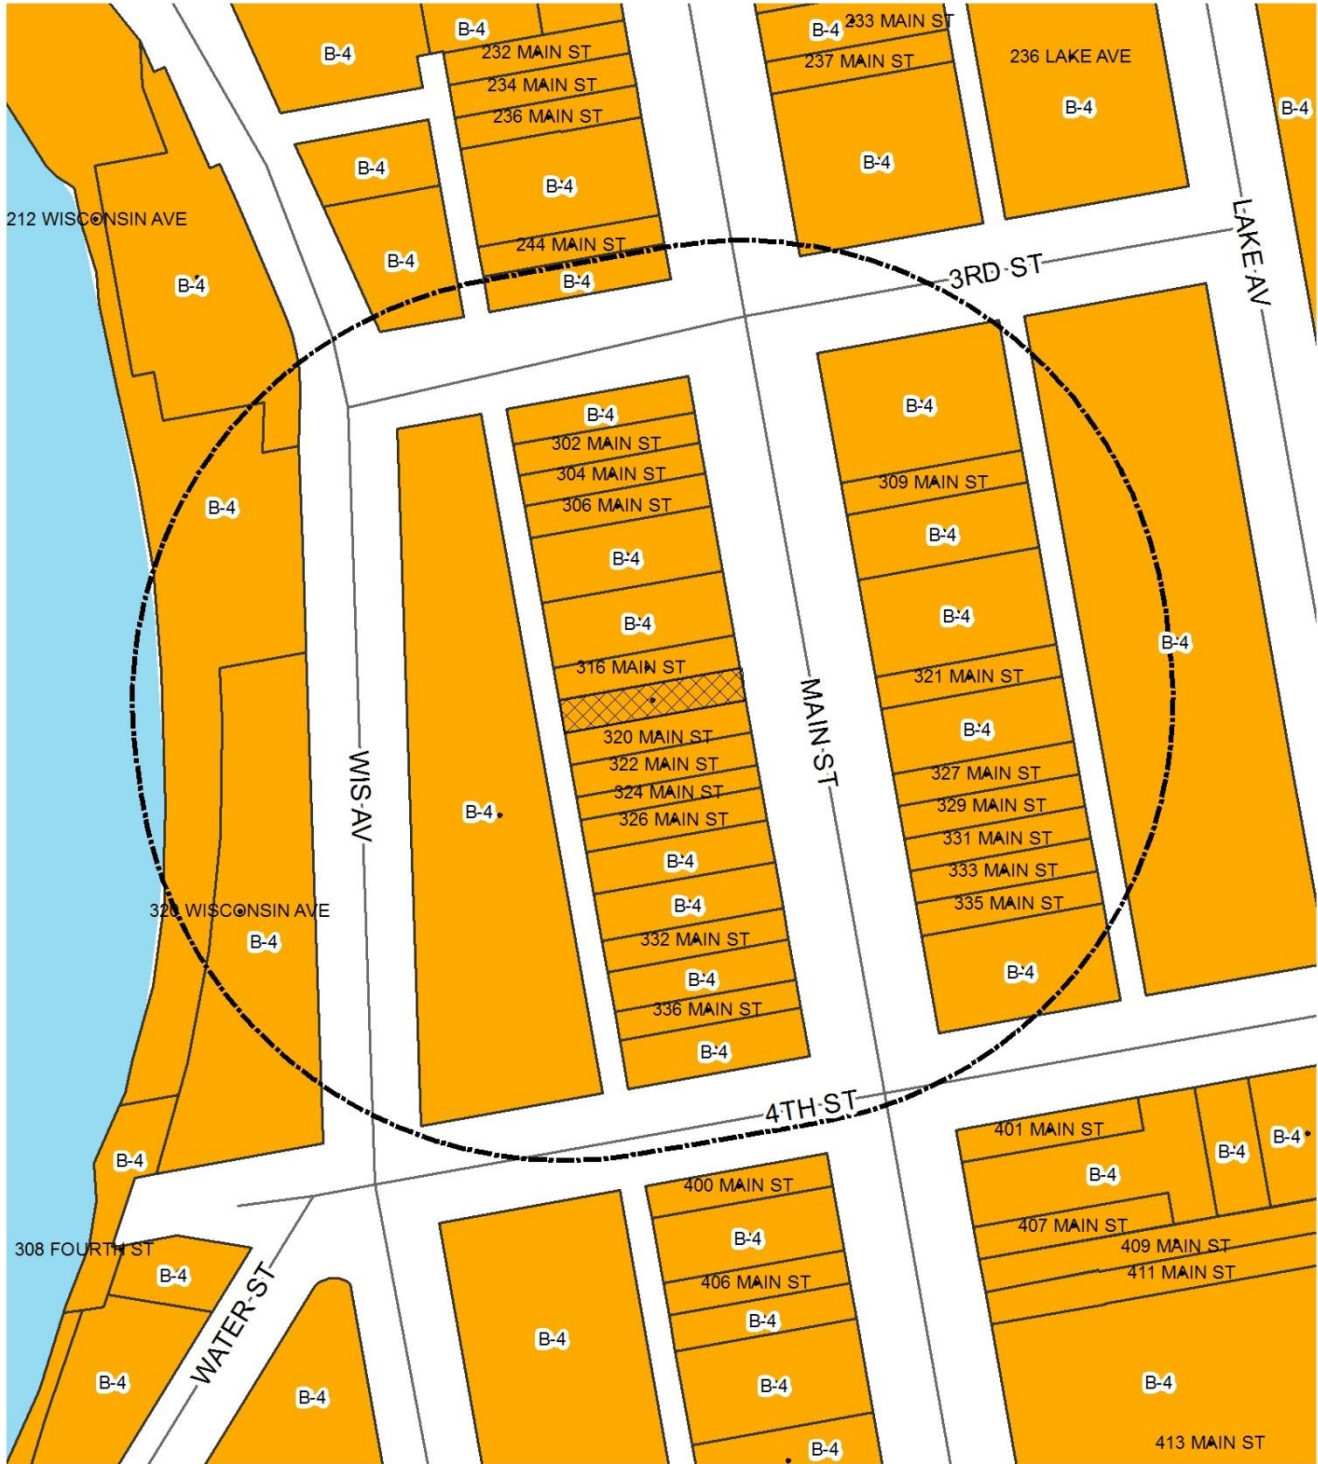 B-4
233 MAIN ST
B-4
232 MAIN ST
B-4
237 MAIN ST
236 LAKE AVE
234 MAIN ST
B-4
B-4
236 MAIN ST
B-4
B-4
B-4
212 WISCONSIN AVE
LAKE AV
244 MAIN ST
B-4
3RD ST
B-4
B-4
B-4
B-4
302 MAIN ST
304 MAIN ST
309 MAIN ST
306 MAIN ST
B-4
B-4
B-4
B-4
B-4
B-4
316 MAIN ST
321 MAIN ST
MAIN ST
B-4
320 MAIN ST
322 MAIN ST
327 MAIN ST
WIS AV
324 MAIN ST
329 MAIN ST
B-4
326 MAIN ST
331 MAIN ST
B-4
333 MAIN ST
B-4
335 MAIN ST
320 WISCONSIN AVE
B-4
332 MAIN ST
B-4
B-4
336 MAIN ST
B-4
4TH ST
401 MAIN ST
B-4
B-4
B-4
B-4
400 MAIN ST
407 MAIN ST
B-4
409 MAIN ST
308 FOURTH ST
B-4
411 MAIN ST
406 MAIN ST
WATER ST
B-4
B-4
B-4
B-4
B-4
B-4
413 MAIN ST
B-4